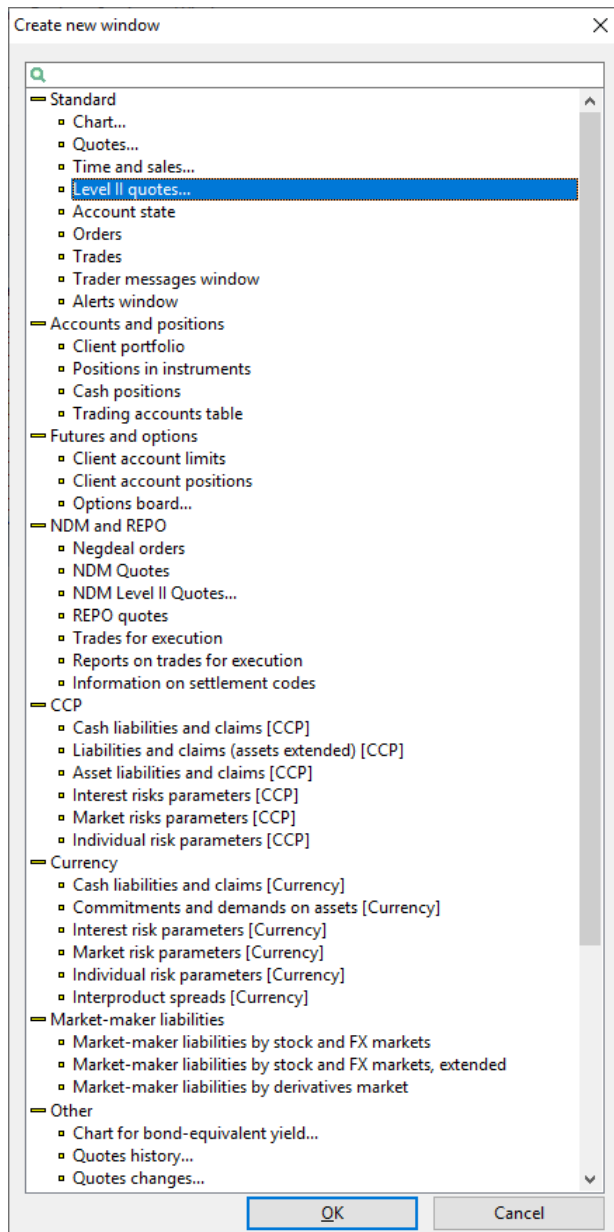 Create new window
Standard
Chart...
Quotes...
Time and sales...
Level II quotes...
Account state
Orders
Trades
Trader messages window
Alerts window
Accounts and positions
Client portfolio
Positions in instruments
Cash positions
Trading accounts table
Futures and options
Client account limits
Client account positions
Options board...
NDM and REPO
Negdeal orders
NDM Quotes
NDM Level II Quotes...
REPO quotes
Trades for execution
Reports on trades for execution
Information on settlement codes
CCP
Cash liabilities and claims [CCP]
Liabilities and claims (assets extended) [CCP]
Asset liabilities and claims [CCP]
Interest risks parameters [CCP]
Market risks parameters [CCP]
Individual risk parameters [CCP]
Currency
Cash liabilities and claims [Currency]
Commitments and demands on assets [Currency]
Interest risk parameters [Currency]
Market risk parameters [Currency]
Individual risk parameters [Currency]
Interproduct spreads [Currency]
Market-maker liabilities
Market-maker liabilities by stock and FX markets
Market-maker liabilities by stock and FX markets, extended
Market-maker liabilities by derivatives market
Other
Chart for bond-equivalent yield...
Quotes history...
Quotes changes...
OK Cancel